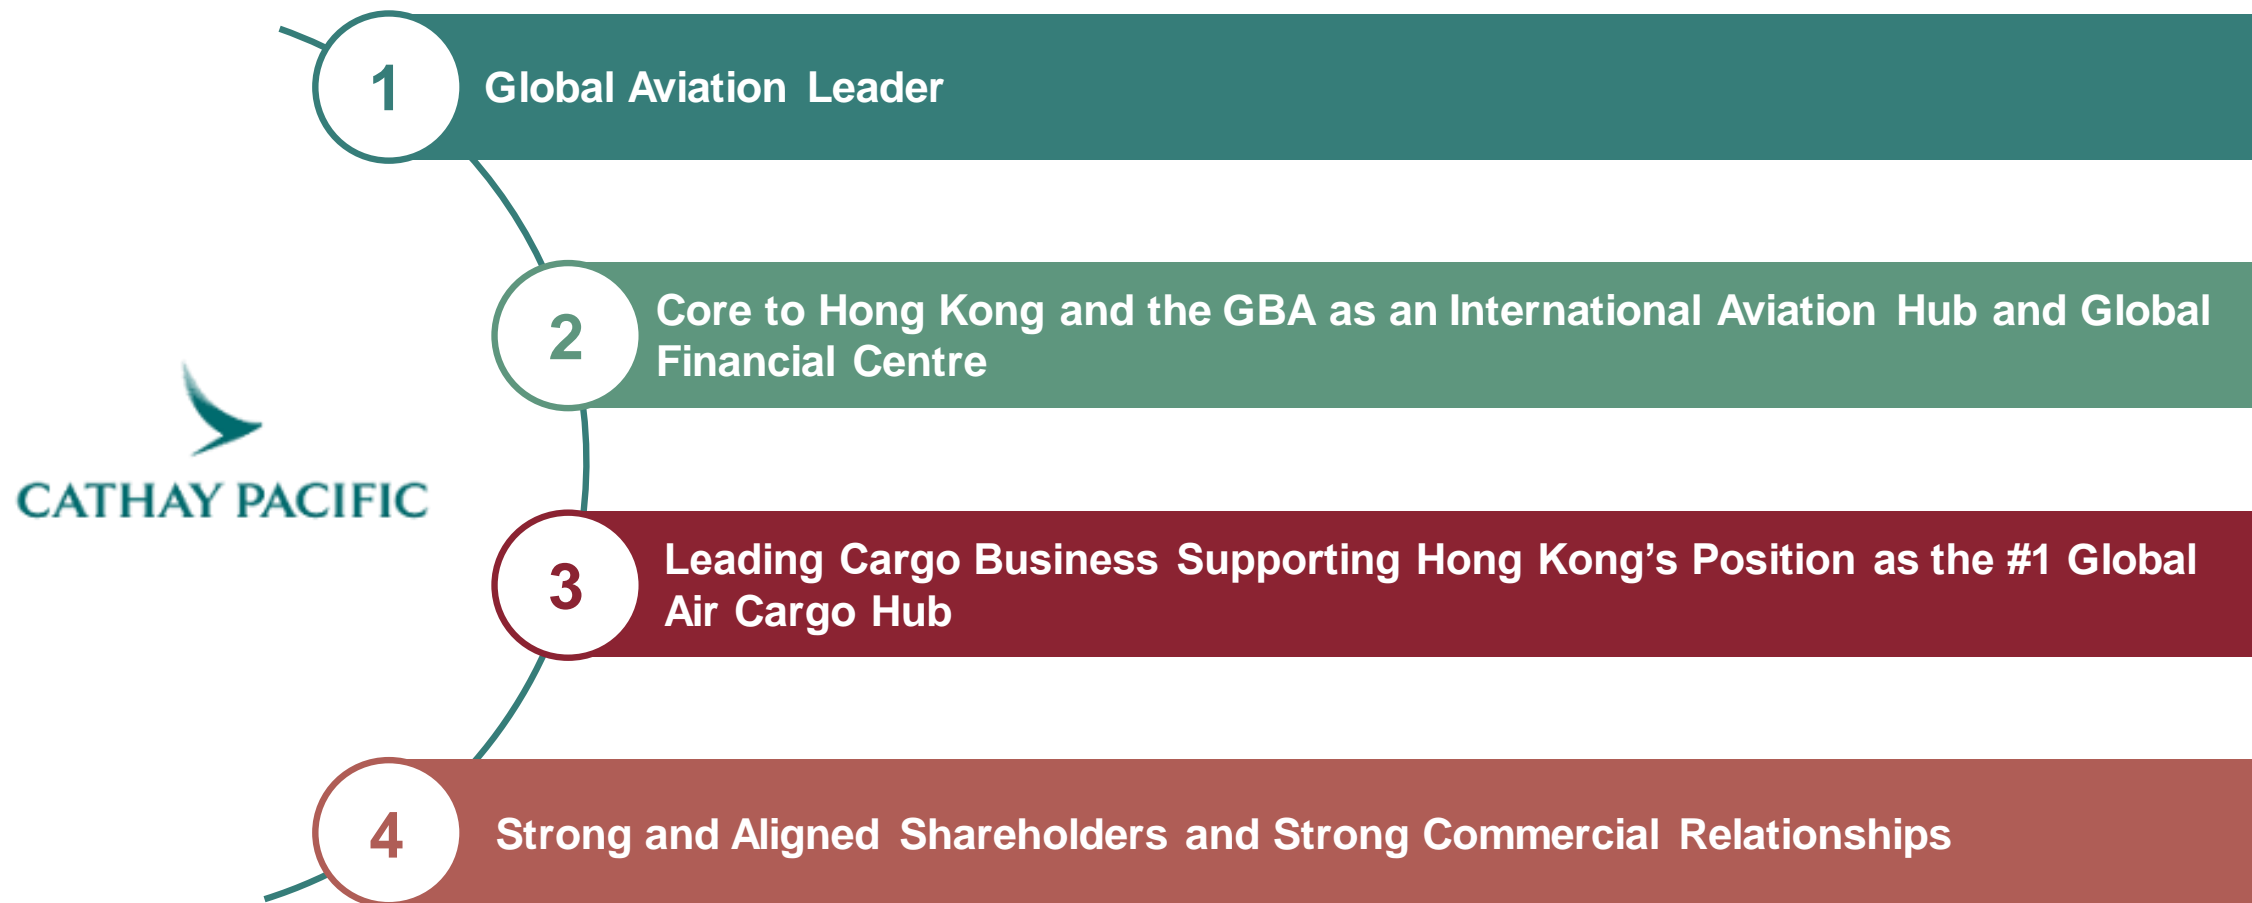 1
Global Aviation Leader
2
Core to Hong Kong and the GBA as an International Aviation Hub and Global
Financial Centre
CATHAY PACIFIC
3
Leading Cargo Business Supporting Hong Kong’s Position as the #1 Global
Air Cargo Hub
4
Strong and Aligned Shareholders and Strong Commercial Relationships